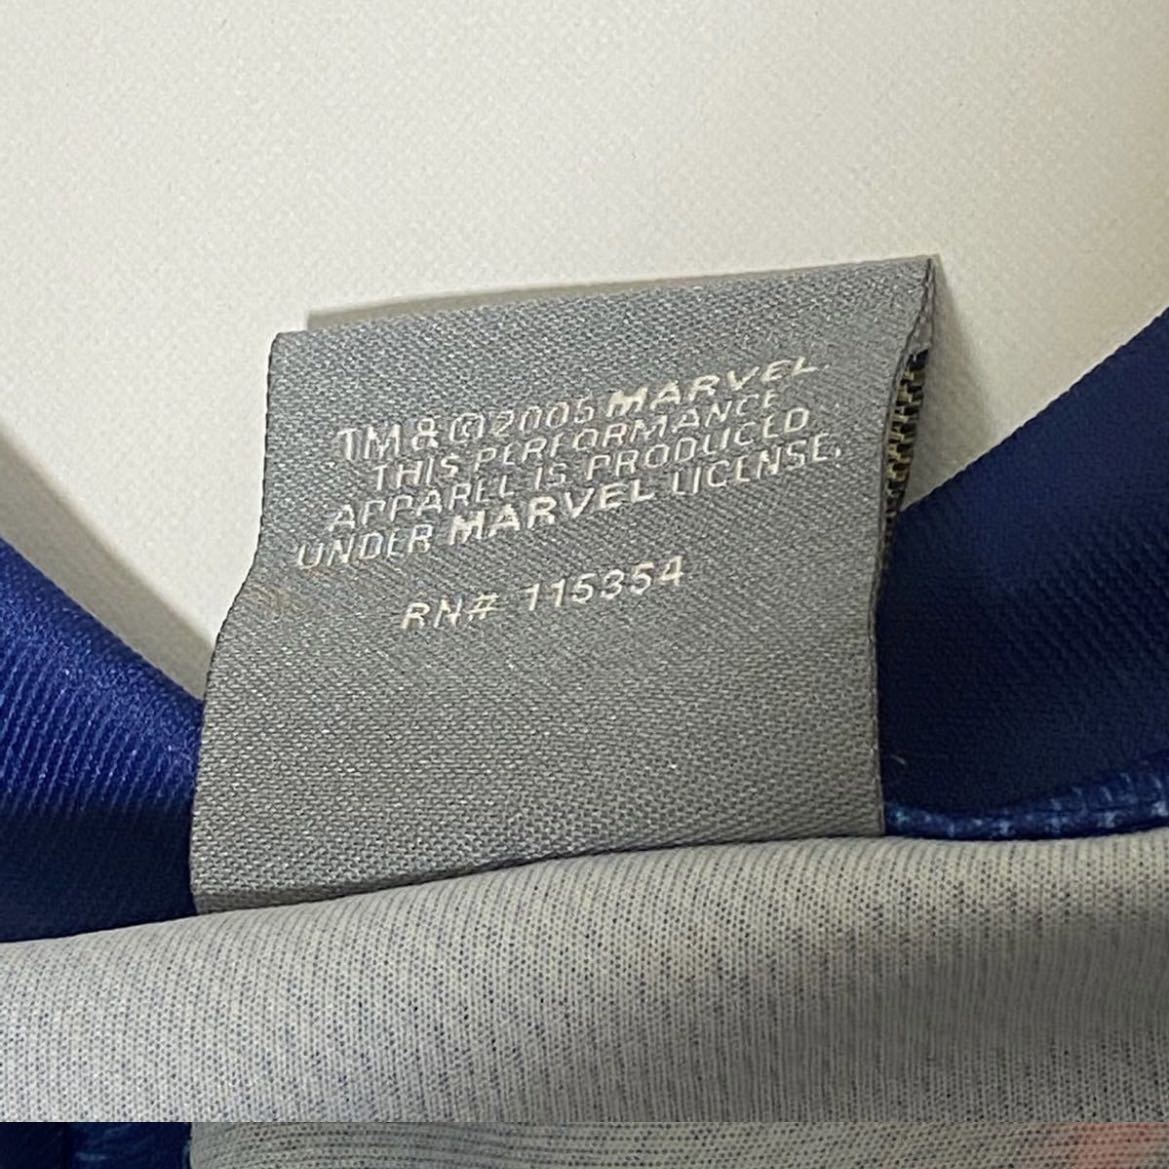 TM & ©2005 MARVEL.
THIS PERFORMANCE
APPAREL IS PRODUCED
UNDER MARVEL LICENSE.
RN# 115354